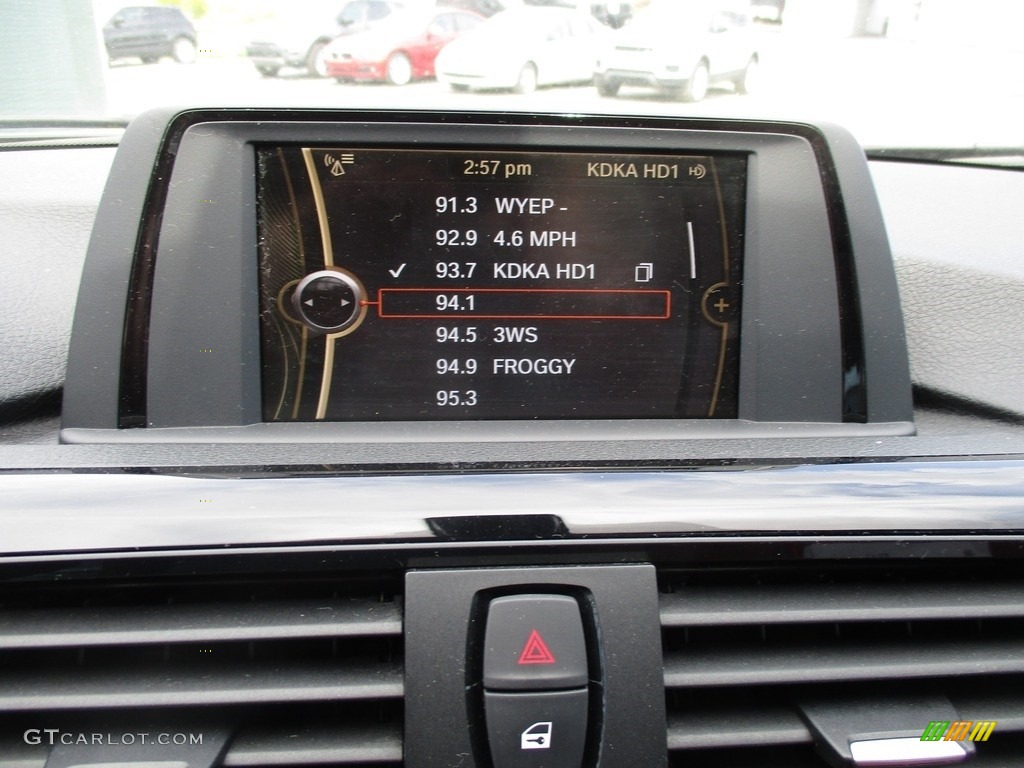 2:57 pm KDKA HD1 HD
91.3 WYEP -
92.9 4.6 MPH
93.7 KDKA HD1
94.1
94.5 3WS
94.9 FROGGY
95.3
GTCARLOT.COM